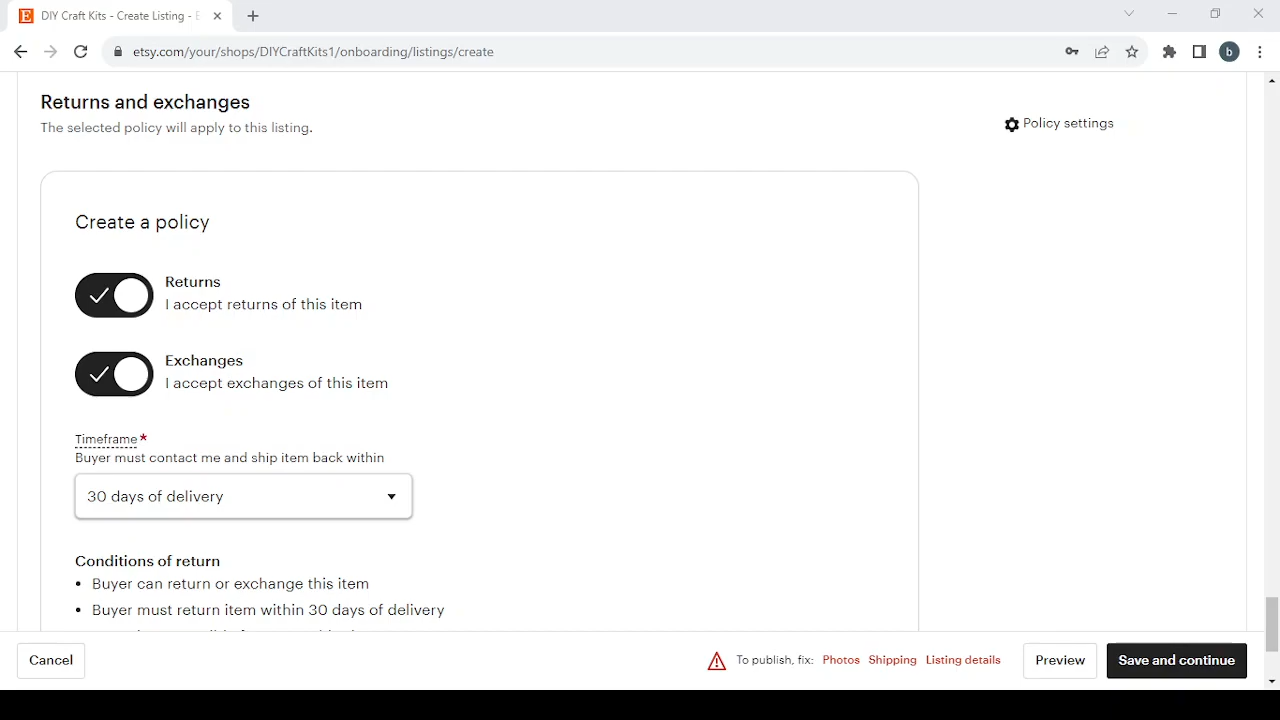 DIY Craft Kits - Create Listing -
etsy.com/your/shops/DIYCraftKits1/onboarding/listings/create
b
Returns and exchanges
The selected policy will apply to this listing.
Policy settings
Create a policy
Returns
I accept returns of this item
Exchanges
I accept exchanges of this item
Timeframe *
Buyer must contact me and ship item back within
30 days of delivery
Conditions of return
• Buyer can return or exchange this item
• Buyer must return item within 30 days of delivery
Cancel
To publish, fix: Photos Shipping Listing details
Preview
Save and continue